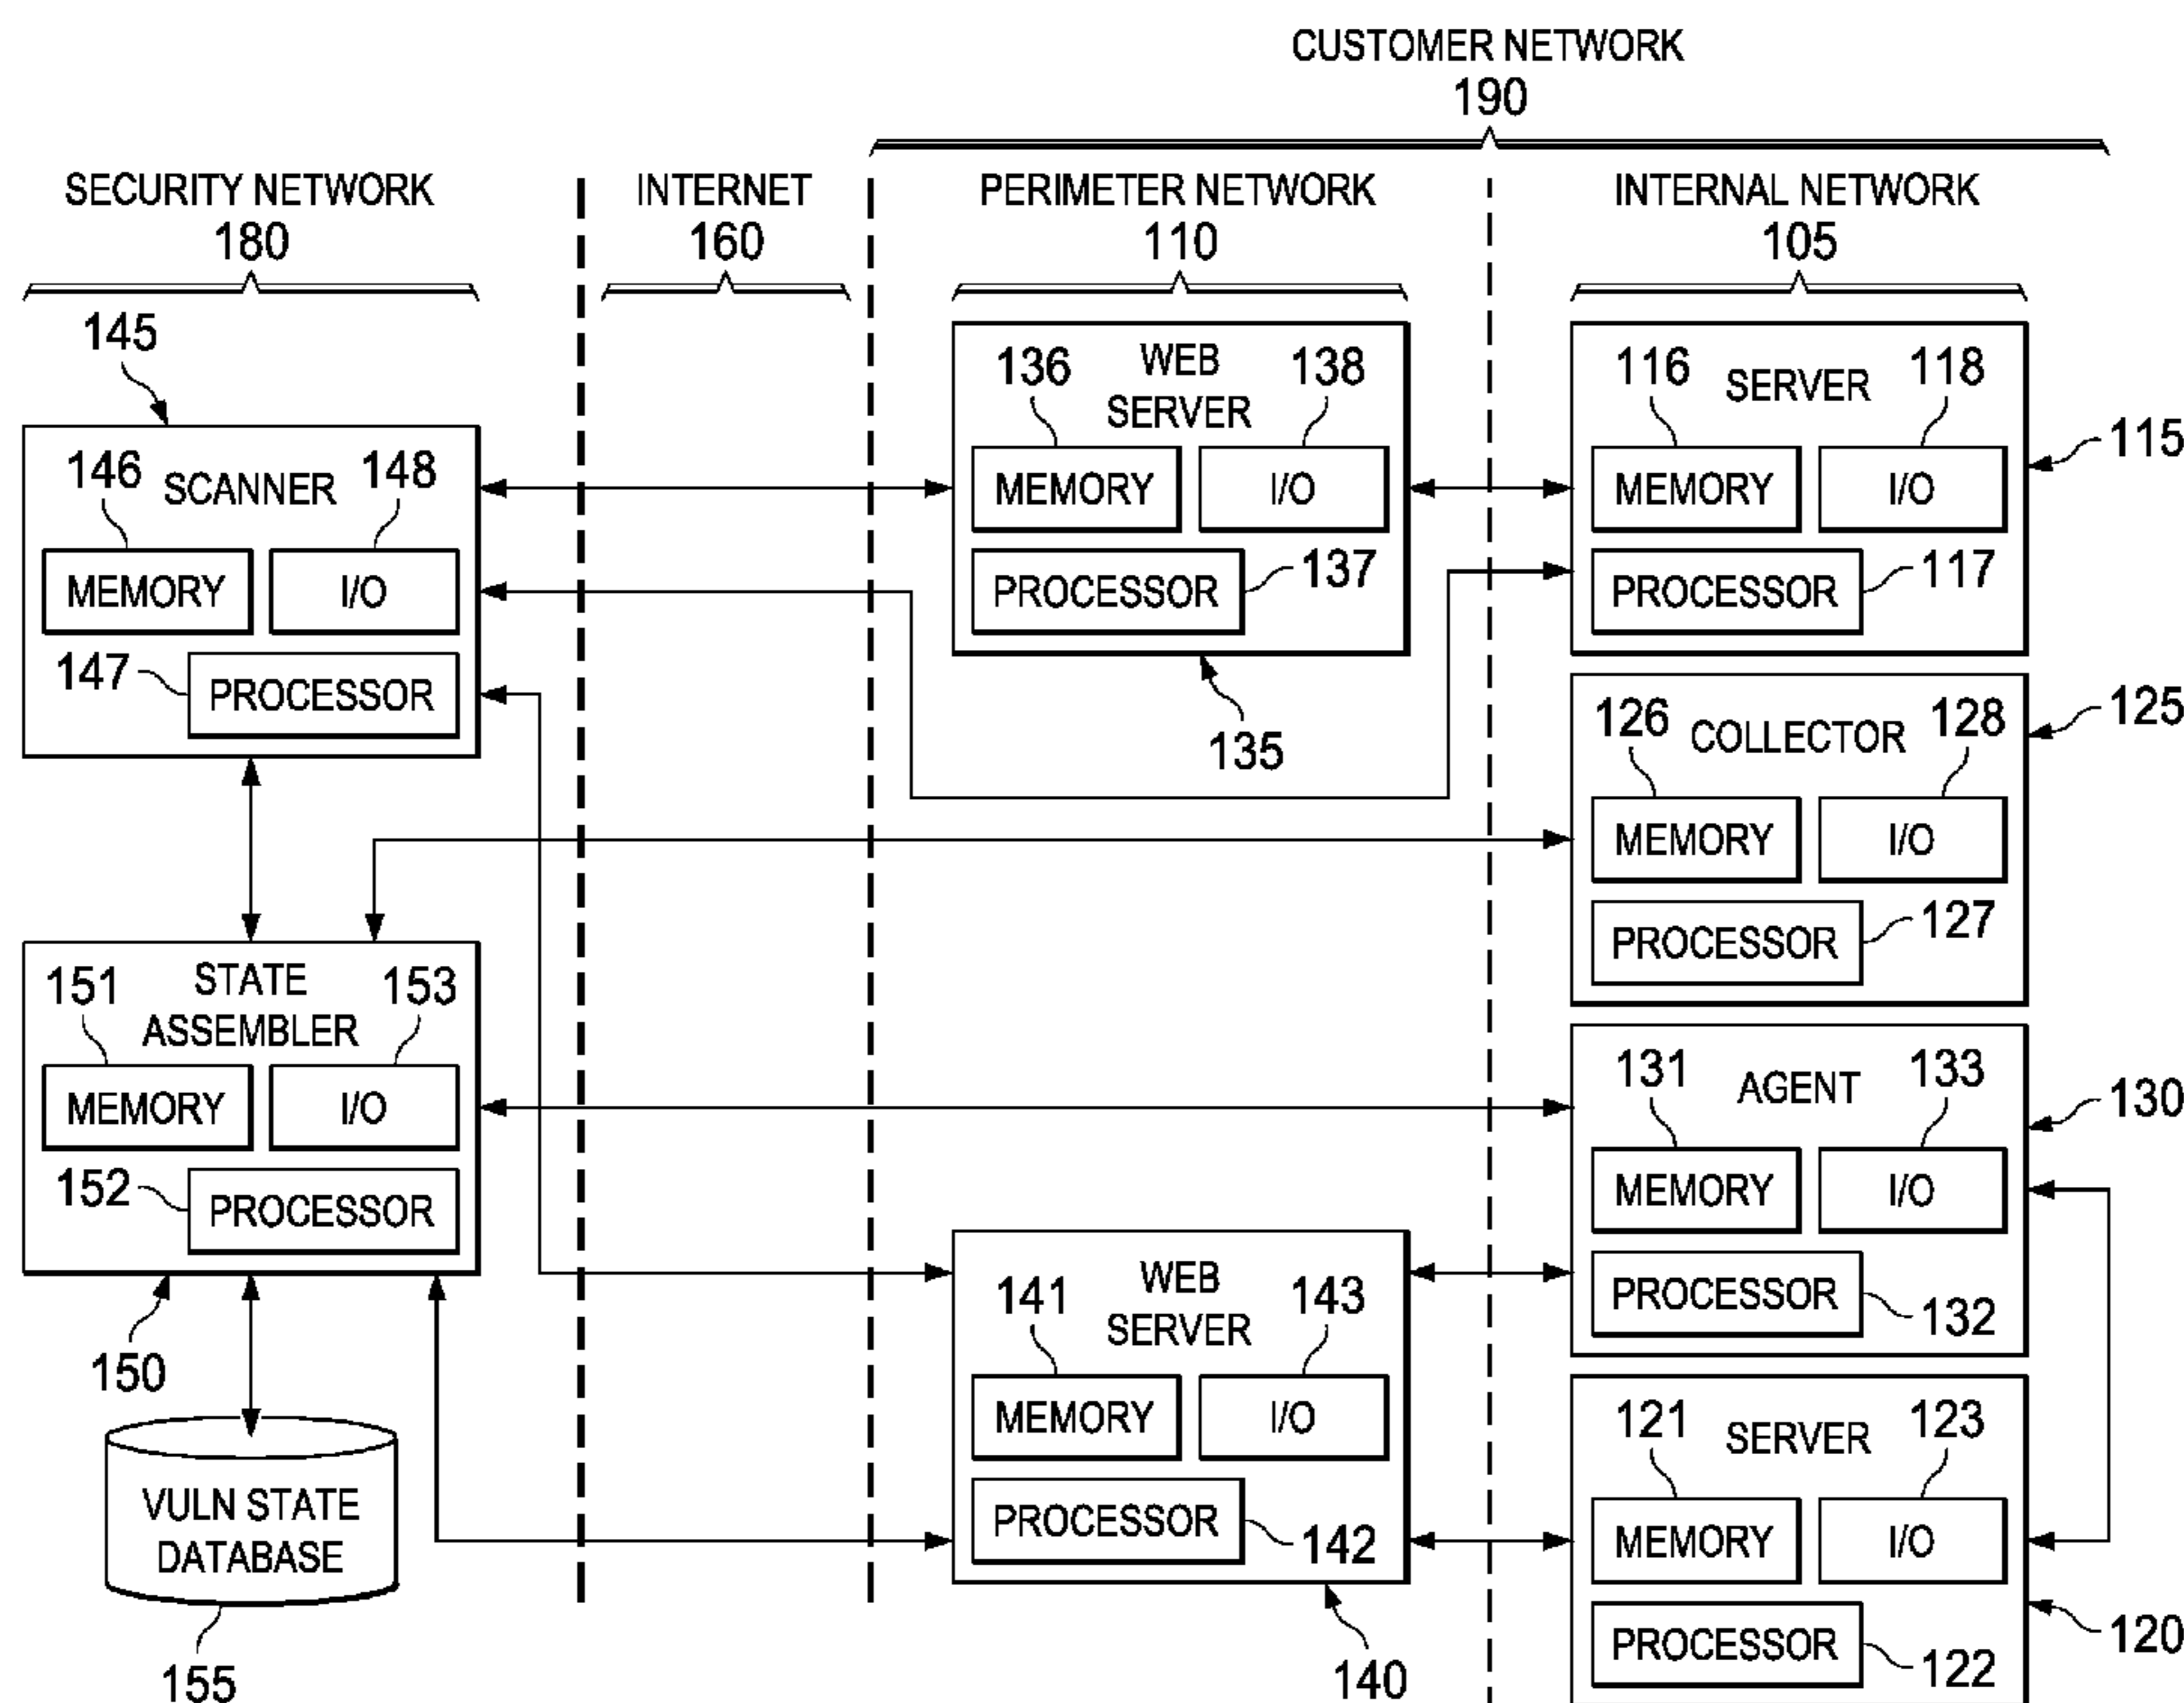 CUSTOMER NETWORK
190
SECURITY NETWORK
180
INTERNET
160
PERIMETER NETWORK
110
INTERNAL NETWORK
105
145
146
SCANNER
148
MEMORY
I/O
147
PROCESSOR
151
STATE
ASSEMBLER
153
MEMORY
I/O
152
PROCESSOR
150
VULN STATE
DATABASE
155
136
WEB
SERVER
138
MEMORY
I/O
PROCESSOR
137
135
141
WEB
SERVER
143
MEMORY
I/O
PROCESSOR
142
140
116
SERVER
118
115
MEMORY
I/O
PROCESSOR
117
126
COLLECTOR
128
125
MEMORY
I/O
PROCESSOR
127
131
AGENT
133
130
MEMORY
I/O
PROCESSOR
132
121
SERVER
123
MEMORY
I/O
120
PROCESSOR
122